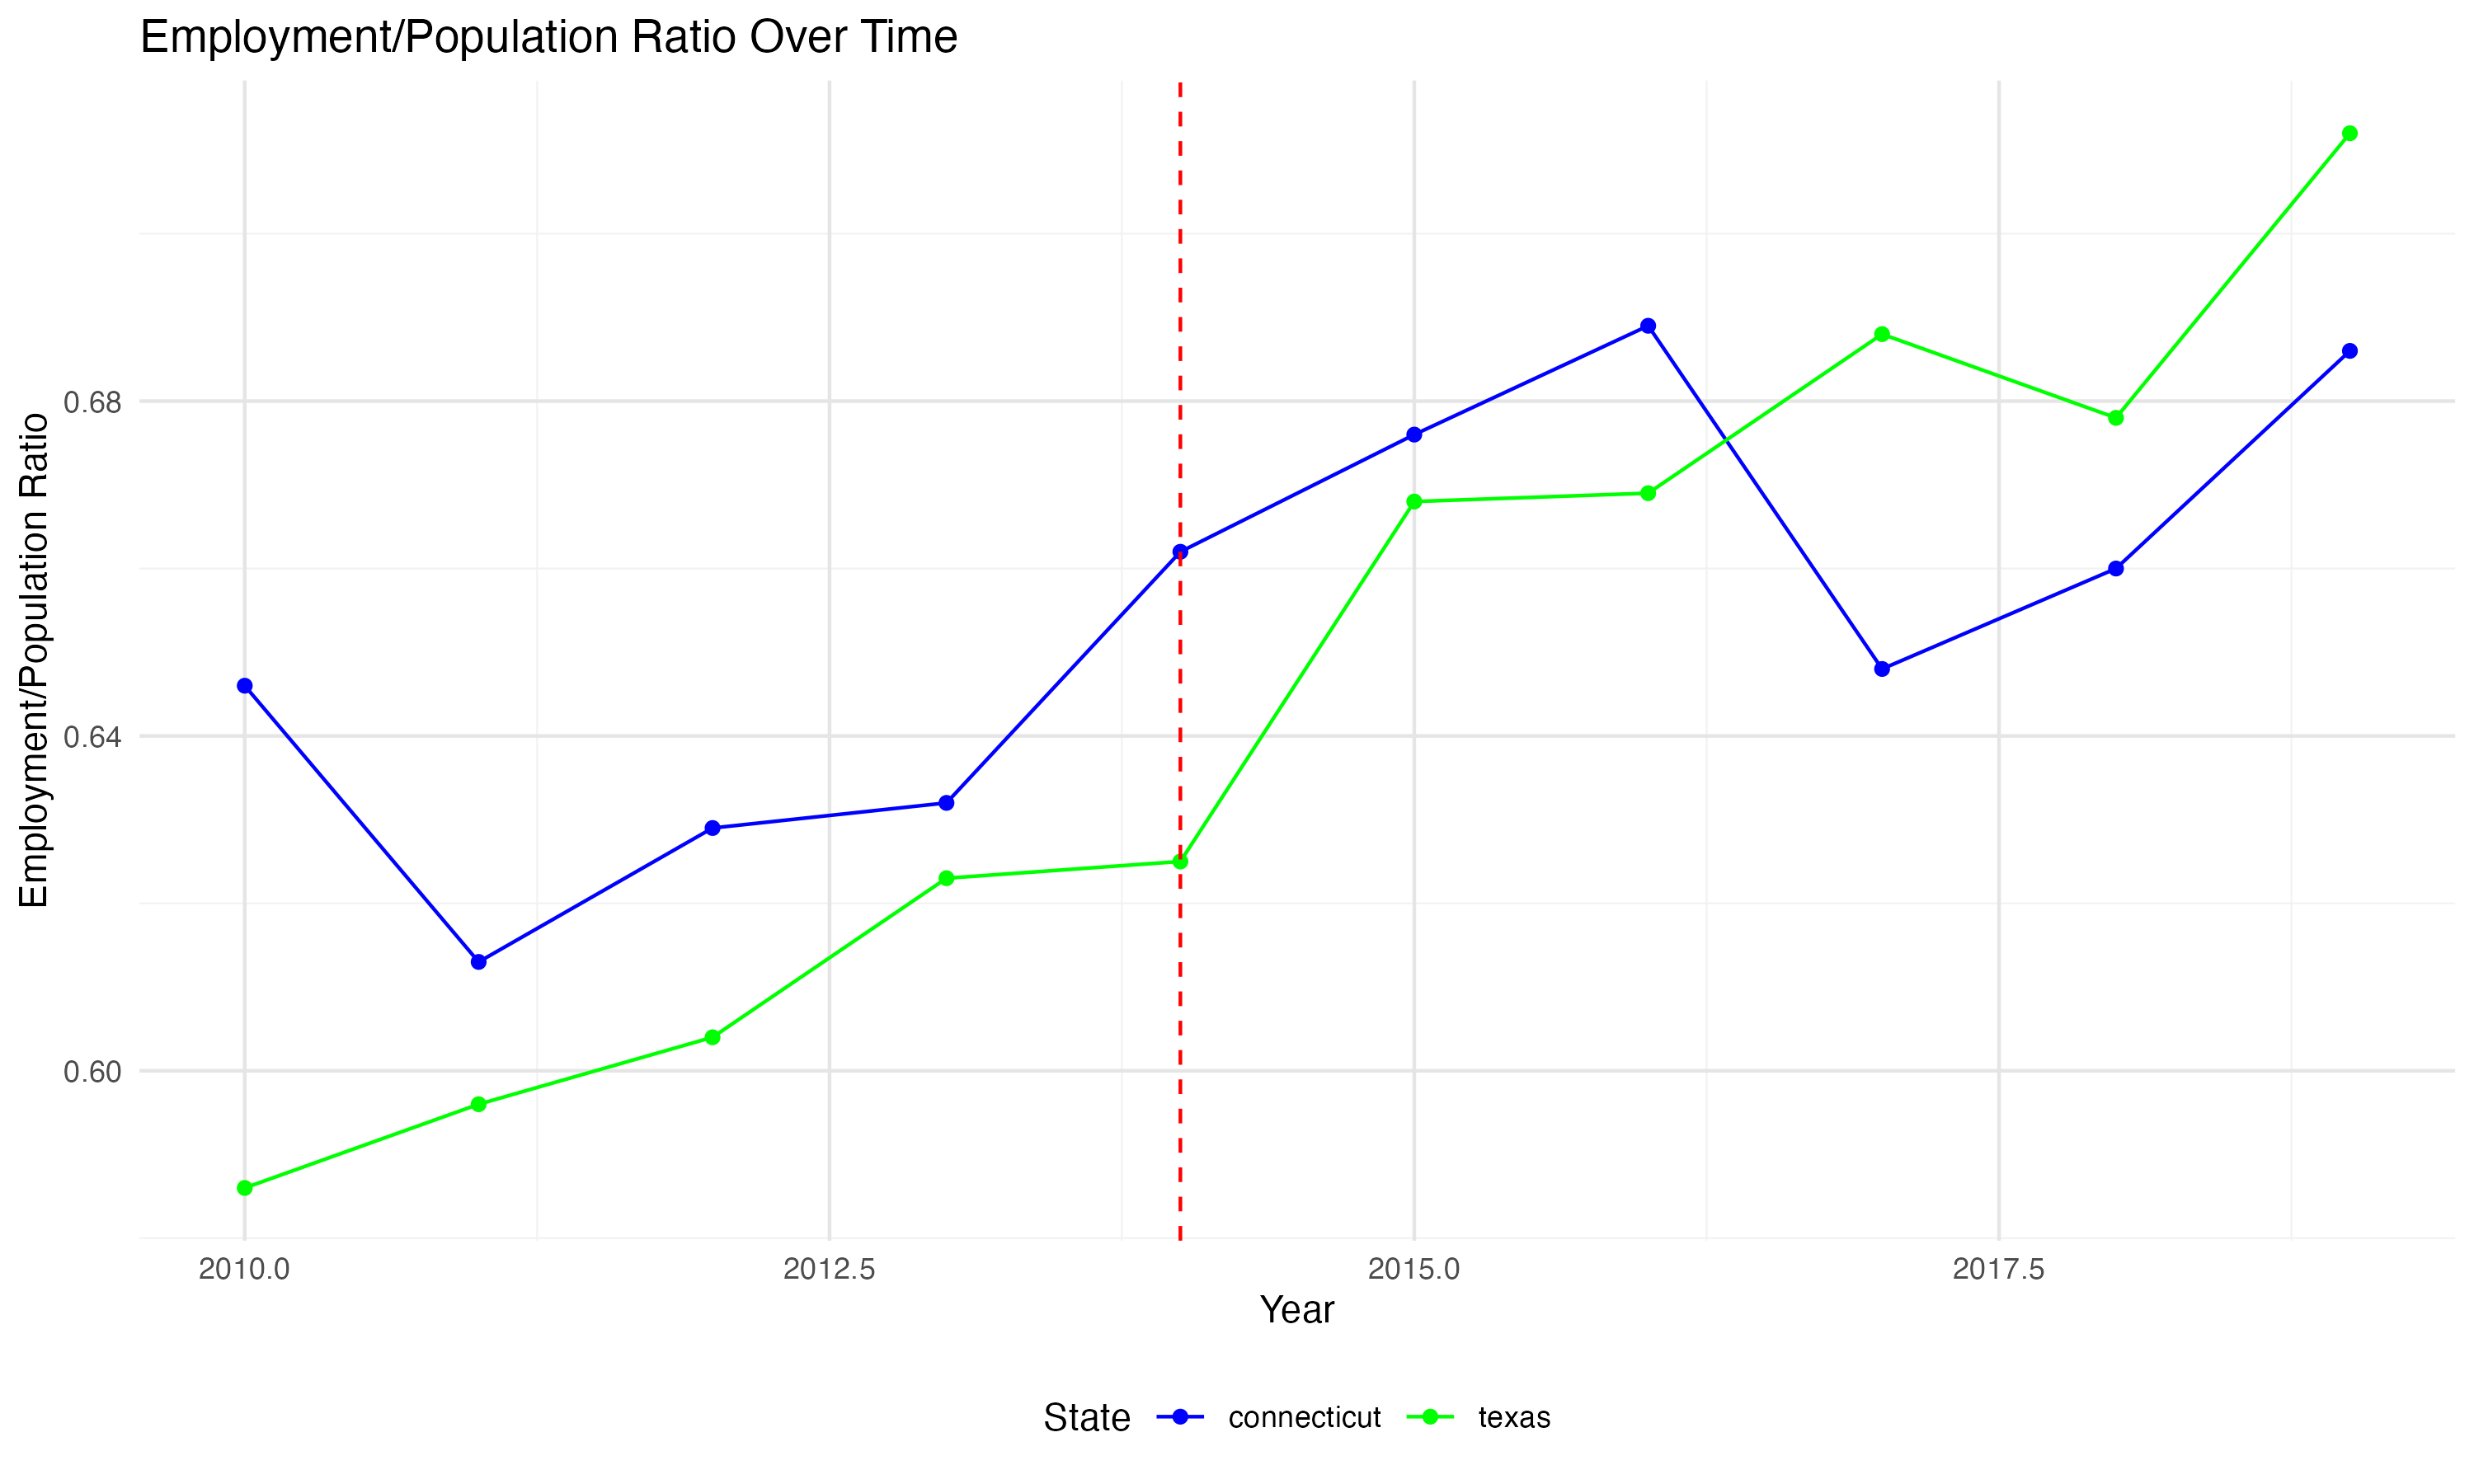 Employment/Population Ratio Over Time
Employment/Population Ratio
0.68
0.64
0.60
2010.0 2012.5 2015.0 2017.5
Year
State connecticut texas